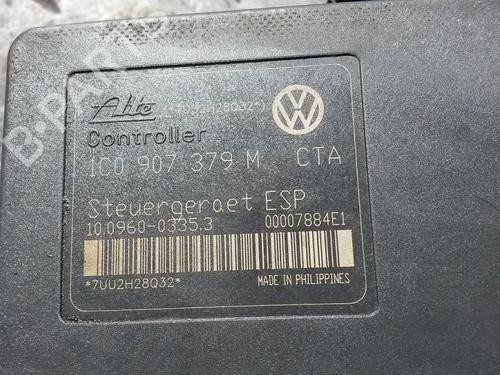 Ate (*7UU2H28Q32*)
Controller
1C0 907 379 M CTA
Steuergeraet ESP
10.0960-0335.3 00007884E1
*7UU2H28Q32* MADE IN PHILIPPINES
B-PARTS